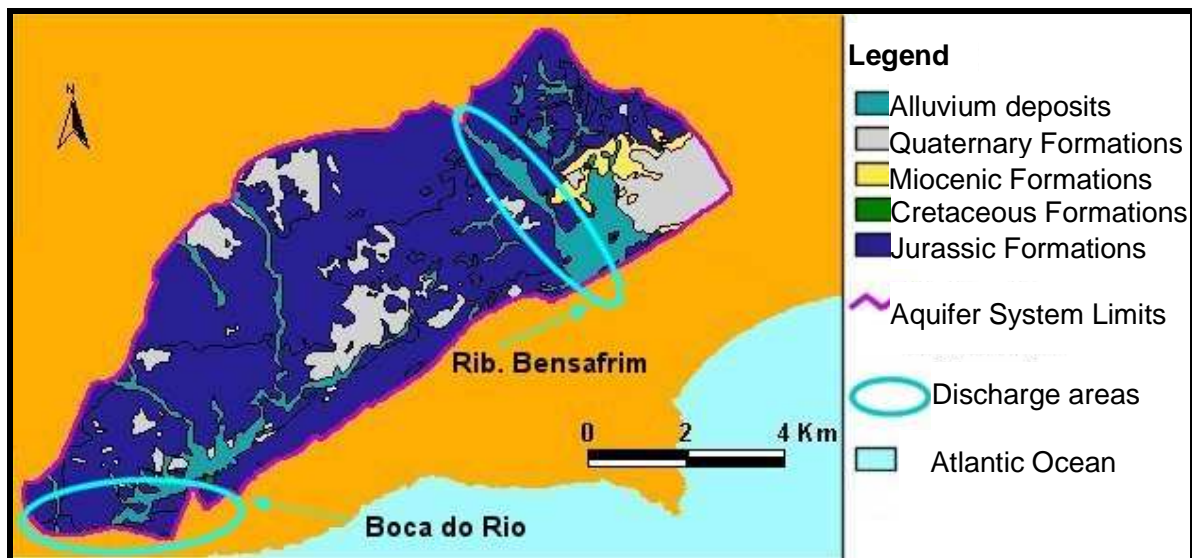 N
Rib. Bensafrim
0 2 4 Km
Boca do Rio
Legend
Alluvium deposits
Quaternary Formations
Miocenic Formations
Cretaceous Formations
Jurassic Formations
Aquifer System Limits
Discharge areas
Atlantic Ocean